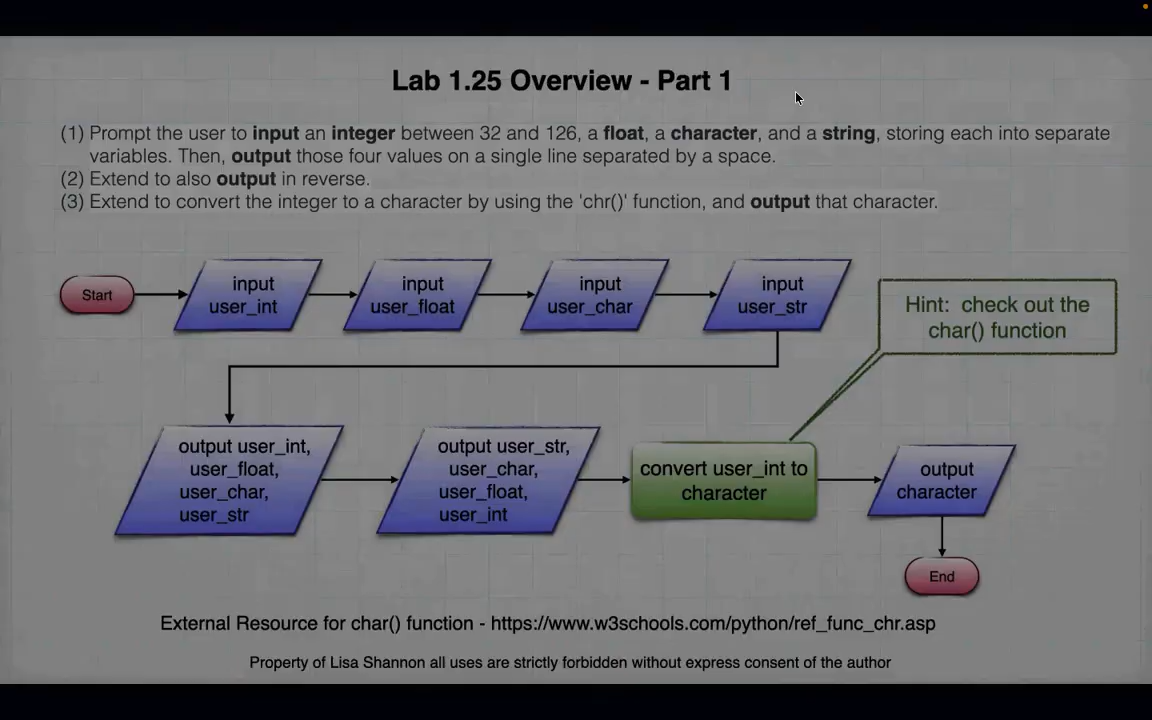 Lab 1.25 Overview - Part 1
(1) Prompt the user to input an integer between 32 and 126, a float, a character, and a string, storing each into separate
variables. Then, output those four values on a single line separated by a space.
(2) Extend to also output in reverse.
(3) Extend to convert the integer to a character by using the 'chr()' function, and output that character.
Start
input
user_int
input
user_float
input
user_char
input
user_str
Hint: check out the
char() function
output user_int,
user_float,
user_char,
user_str
output user_str,
user_char,
user_float,
user_int
convert user_int to
character
output
character
End
External Resource for char() function - https://www.w3schools.com/python/ref_func_chr.asp
Property of Lisa Shannon all uses are strictly forbidden without express consent of the author